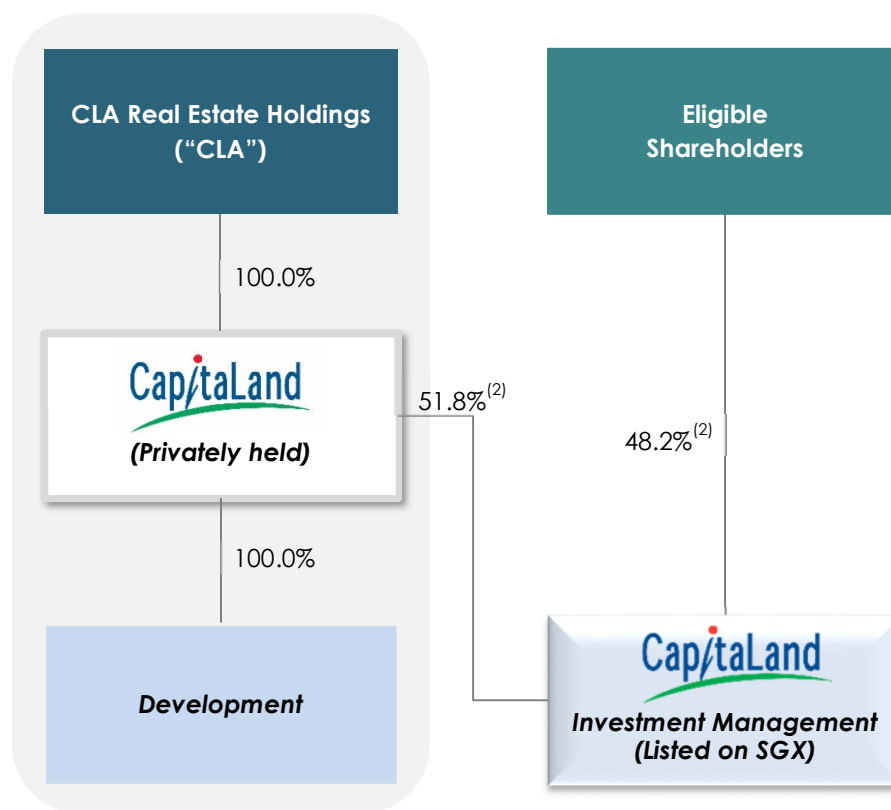 CLA Real Estate Holdings
(“CLA”)
Eligible
Shareholders
100.0%
CapitaLand
(Privately held)
51.8%(2)
48.2%(2)
100.0%
Development
CapitaLand
Investment Management
(Listed on SGX)